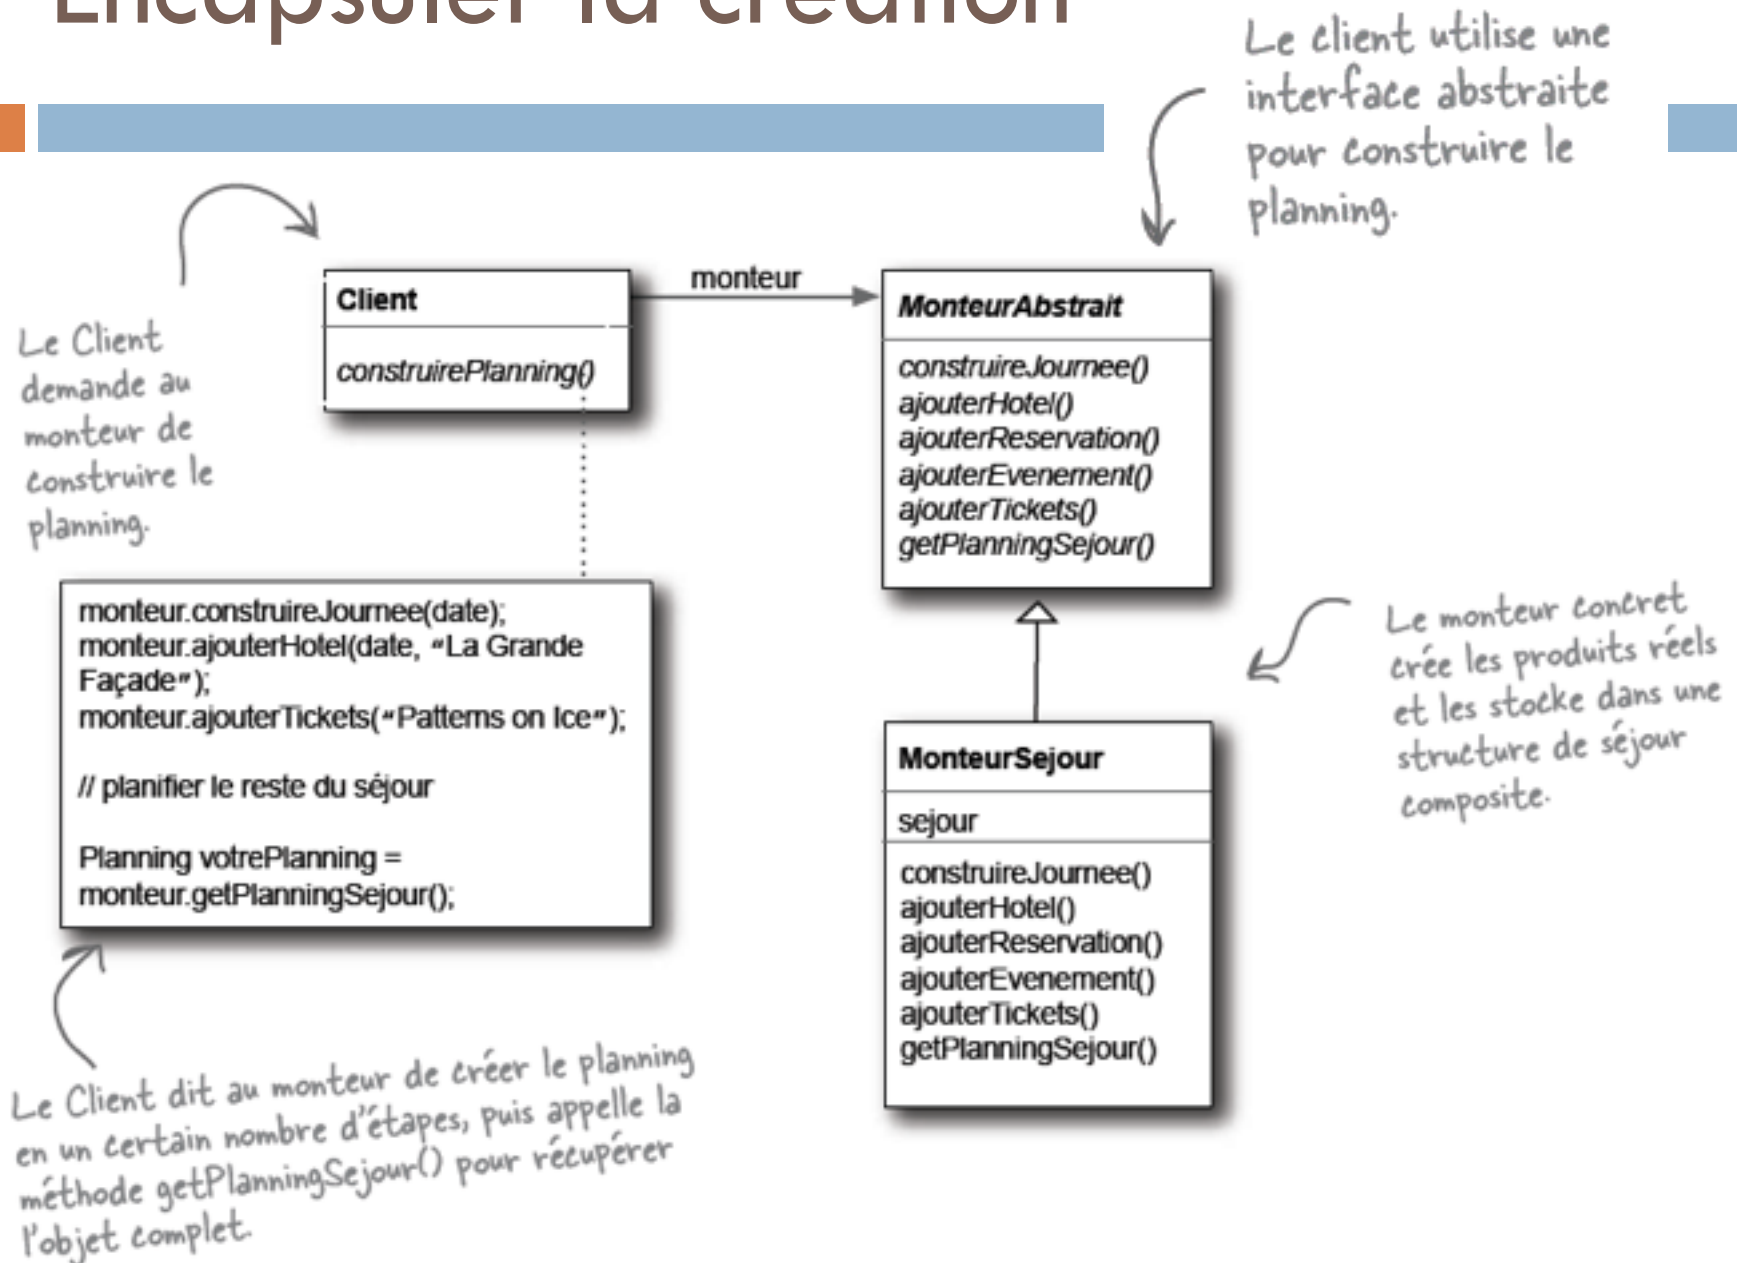 Encapsuler la création
Le client utilise une
interface abstraite
pour construire le
planning.
Le Client
demande au
monteur de
construire le
planning.
Client
construirePlanning()
monteur
MonteurAbstrait
construireJournee()
ajouterHotel()
ajouterReservation()
ajouterEvenement()
ajouterTickets()
getPlanningSejour()
monteur.construireJournee(date);
monteur.ajouterHotel(date, “La Grande
Façade”);
monteur.ajouterTickets(“Patterns on Ice”);
// planifier le reste du séjour
Planning votrePlanning =
monteur.getPlanningSejour();
Le monteur concret
crée les produits réels
et les stocke dans une
structure de séjour
composite.
MonteurSejour
sejour
construireJournee()
ajouterHotel()
ajouterReservation()
ajouterEvenement()
ajouterTickets()
getPlanningSejour()
Le Client dit au monteur de créer le planning
en un certain nombre d'étapes, puis appelle la
méthode getPlanningSejour() pour récupérer
l'objet complet.